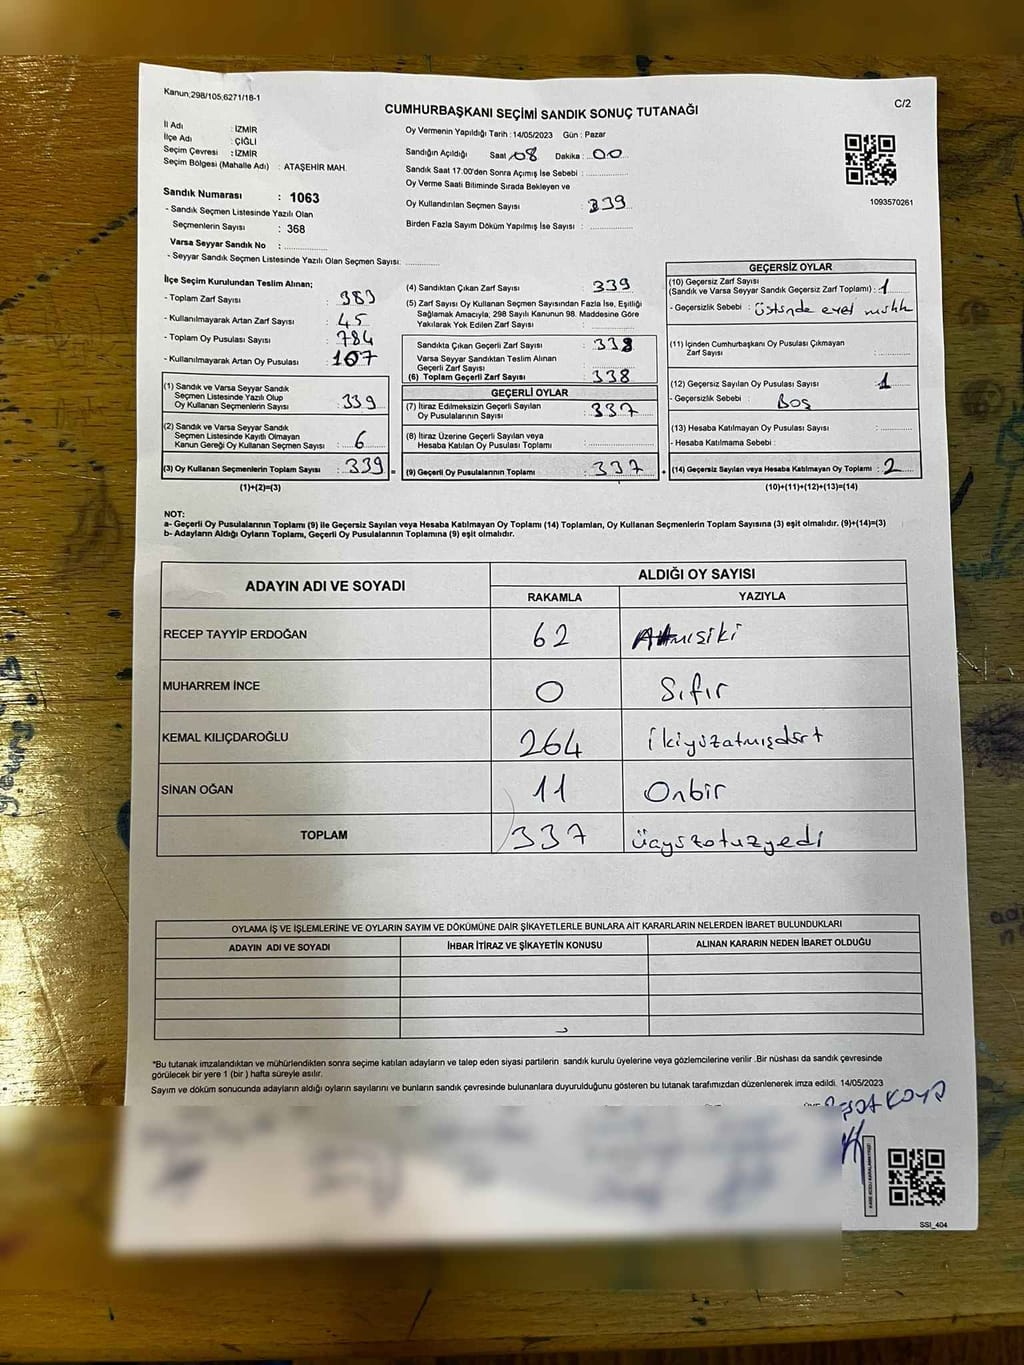 Kanun;298/105;6271/18-1
CUMHURBAŞKANI SEÇİMİ SANDIK SONUÇ TUTANAĞI
C/2
İl Adı : İZMİR
İlçe Adı : ÇİĞLİ
Seçim Çevresi : İZMİR
Seçim Bölgesi (Mahalle Adı) : ATAŞEHİR MAH.
Oy Vermenin Yapıldığı Tarih : 14/05/2023 Gün : Pazar
Sandığın Açıldığı Saat : 08 Dakika : 00
Sandık Saat 17.00'den Sonra Açımış İse Sebebi :
Oy Verme Saati Bitiminde Sırada Bekleyen ve
Oy Kullandırılan Seçmen Sayısı : 339
Birden Fazla Sayım Döküm Yapılmış İse Sayısı :
1093570261
Sandık Numarası : 1063
- Sandık Seçmen Listesinde Yazılı Olan
Seçmenlerin Sayısı : 368
Varsa Seyyar Sandık No :
- Seyyar Sandık Seçmen Listesinde Yazılı Olan Seçmen Sayısı:
İlçe Seçim Kurulundan Teslim Alınan;
- Toplam Zarf Sayısı : 383
- Kullanılmayarak Artan Zarf Sayısı : 45
- Toplam Oy Pusulası Sayısı : 784
- Kullanılmayarak Artan Oy Pusulası : 107
(1) Sandık ve Varsa Seyyar Sandık
Seçmen Listesinde Yazılı Olup
Oy Kullanan Seçmenlerin Sayısı : 339
(2) Sandık ve Varsa Seyyar Sandık
Seçmen Listesinde Kayıtlı Olmayan
Kanun Gereği Oy Kullanan Seçmen Sayısı : 6
(3) Oy Kullanan Seçmenlerin Toplam Sayısı : 339 =
(1)+(2)=(3)
(4) Sandıktan Çıkan Zarf Sayısı : 339
(5) Zarf Sayısı Oy Kullanan Seçmen Sayısından Fazla İse, Eşitliği
Sağlamak Amacıyla; 298 Sayılı Kanunun 98. Maddesine Göre
Yakılarak Yok Edilen Zarf Sayısı :
Sandıkta Çıkan Geçerli Zarf Sayısı : 338
Varsa Seyyar Sandıktan Teslim Alınan
Geçerli Zarf Sayısı :
(6) Toplam Geçerli Zarf Sayısı : 338
GEÇERLİ OYLAR
(7) İtiraz Edilmeksizin Geçerli Sayılan
Oy Pusulalarının Sayısı : 337
(8) İtiraz Üzerine Geçerli Sayılan veya
Hesaba Katılan Oy Pusulası Toplamı :
(9) Geçerli Oy Pusulalarının Toplamı : 337 +
GEÇERSİZ OYLAR
(10) Geçersiz Zarf Sayısı
(Sandık ve Varsa Seyyar Sandık Geçersiz Zarf Toplamı) : 1
- Geçersizlik Sebebi : üstünde evet
(11) İçinden Cumhurbaşkanı Oy Pusulası Çıkmayan
Zarf Sayısı :
(12) Geçersiz Sayılan Oy Pusulası Sayısı : 1
- Geçersizlik Sebebi : Boş
(13) Hesaba Katılmayan Oy Pusulası Sayısı :
- Hesaba Katılmama Sebebi :
(14) Geçersiz Sayılan veya Hesaba Katılmayan Oy Toplamı : 2
(10)+(11)+(12)+(13)=(14)
NOT:
a- Geçerli Oy Pusulalarının Toplamı (9) ile Geçersiz Sayılan veya Hesaba Katılmayan Oy Toplamı (14) Toplamları, Oy Kullanan Seçmenlerin Toplam Sayısına (3) eşit olmalıdır. (9)+(14)=(3)
b- Adayların Aldığı Oyların Toplamı, Geçerli Oy Pusulalarının Toplamına (9) eşit olmalıdır.
ADAYIN ADI VE SOYADI
ALDIĞI OY SAYISI
RAKAMLA YAZIYLA
RECEP TAYYİP ERDOĞAN 62 Altmışiki
MUHARREM İNCE 0 Sıfır
KEMAL KILIÇDAROĞLU 264 ikiyüzatmışdört
SİNAN OĞAN 11 Onbir
TOPLAM 337 üçyüzotuzyedi
OYLAMA İŞ VE İŞLEMLERİNE VE OYLARIN SAYIM VE DÖKÜMÜNE DAİR ŞİKAYETLERLE BUNLARA AİT KARARLARIN NELERDEN İBARET BULUNDUKLARI
ADAYIN ADI VE SOYADI İHBAR İTİRAZ VE ŞİKAYETİN KONUSU ALINAN KARARIN NEDEN İBARET OLDUĞU
*Bu tutanak imzalandıktan ve mühürlendikten sonra seçime katılan adayların ve talep eden siyasi partilerin sandık kurulu üyelerine veya gözlemcilerine verilir .Bir nüshası da sandık çevresinde
görülecek bir yere 1 (bir ) hafta süreyle asılır.
Sayım ve döküm sonucunda adayların aldığı oyların sayılarını ve bunların sandık çevresinde bulunanlara duyurulduğunu gösteren bu tutanak tarafımızdan düzenlenerek imza edildi. 14/05/2023
SSI_404